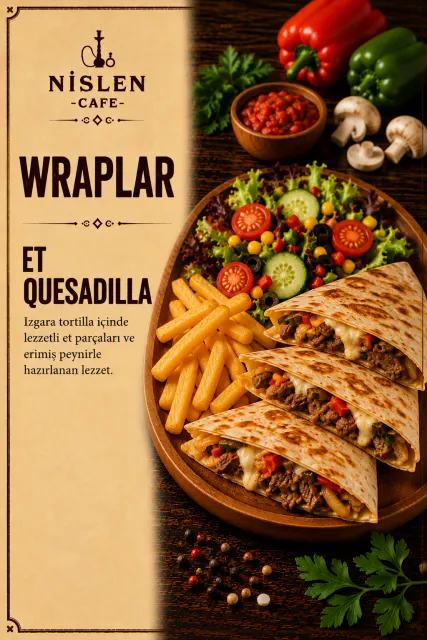 NİSLEN
-CAFE-
WRAPLAR
ET
QUESADILLA
Izgara tortilla içinde
lezzetli et parçaları ve
erimiş peynirle
hazırlanan lezzet.